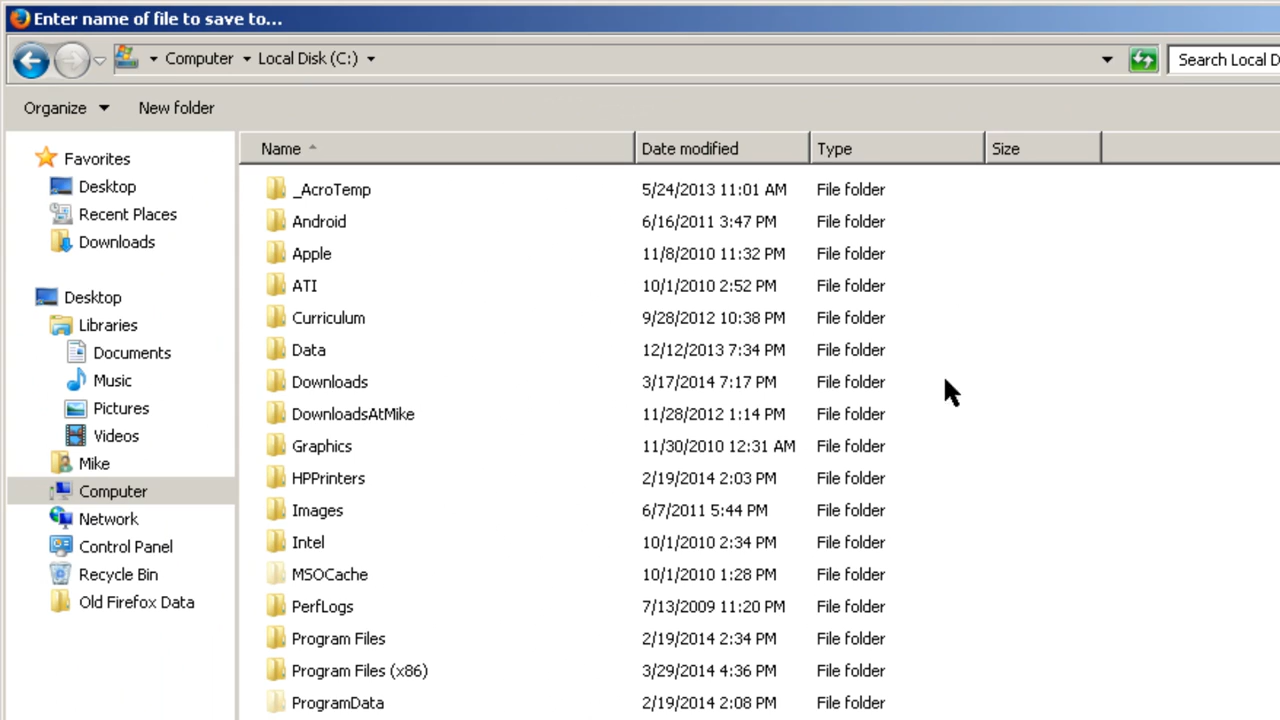 Enter name of file to save to...
Computer Local Disk (C:) Search Local D
Organize New folder
Favorites
Desktop
Recent Places
Downloads
Desktop
Libraries
Documents
Music
Pictures
Videos
Mike
Computer
Network
Control Panel
Recycle Bin
Old Firefox Data
Name Date modified Type Size
_AcroTemp 5/24/2013 11:01 AM File folder
Android 6/16/2011 3:47 PM File folder
Apple 11/8/2010 11:32 PM File folder
ATI 10/1/2010 2:52 PM File folder
Curriculum 9/28/2012 10:38 PM File folder
Data 12/12/2013 7:34 PM File folder
Downloads 3/17/2014 7:17 PM File folder
DownloadsAtMike 11/28/2012 1:14 PM File folder
Graphics 11/30/2010 12:31 AM File folder
HPPrinters 2/19/2014 2:03 PM File folder
Images 6/7/2011 5:44 PM File folder
Intel 10/1/2010 2:34 PM File folder
MSOCache 10/1/2010 1:28 PM File folder
PerfLogs 7/13/2009 11:20 PM File folder
Program Files 2/19/2014 2:34 PM File folder
Program Files (x86) 3/29/2014 4:36 PM File folder
ProgramData 2/19/2014 2:08 PM File folder